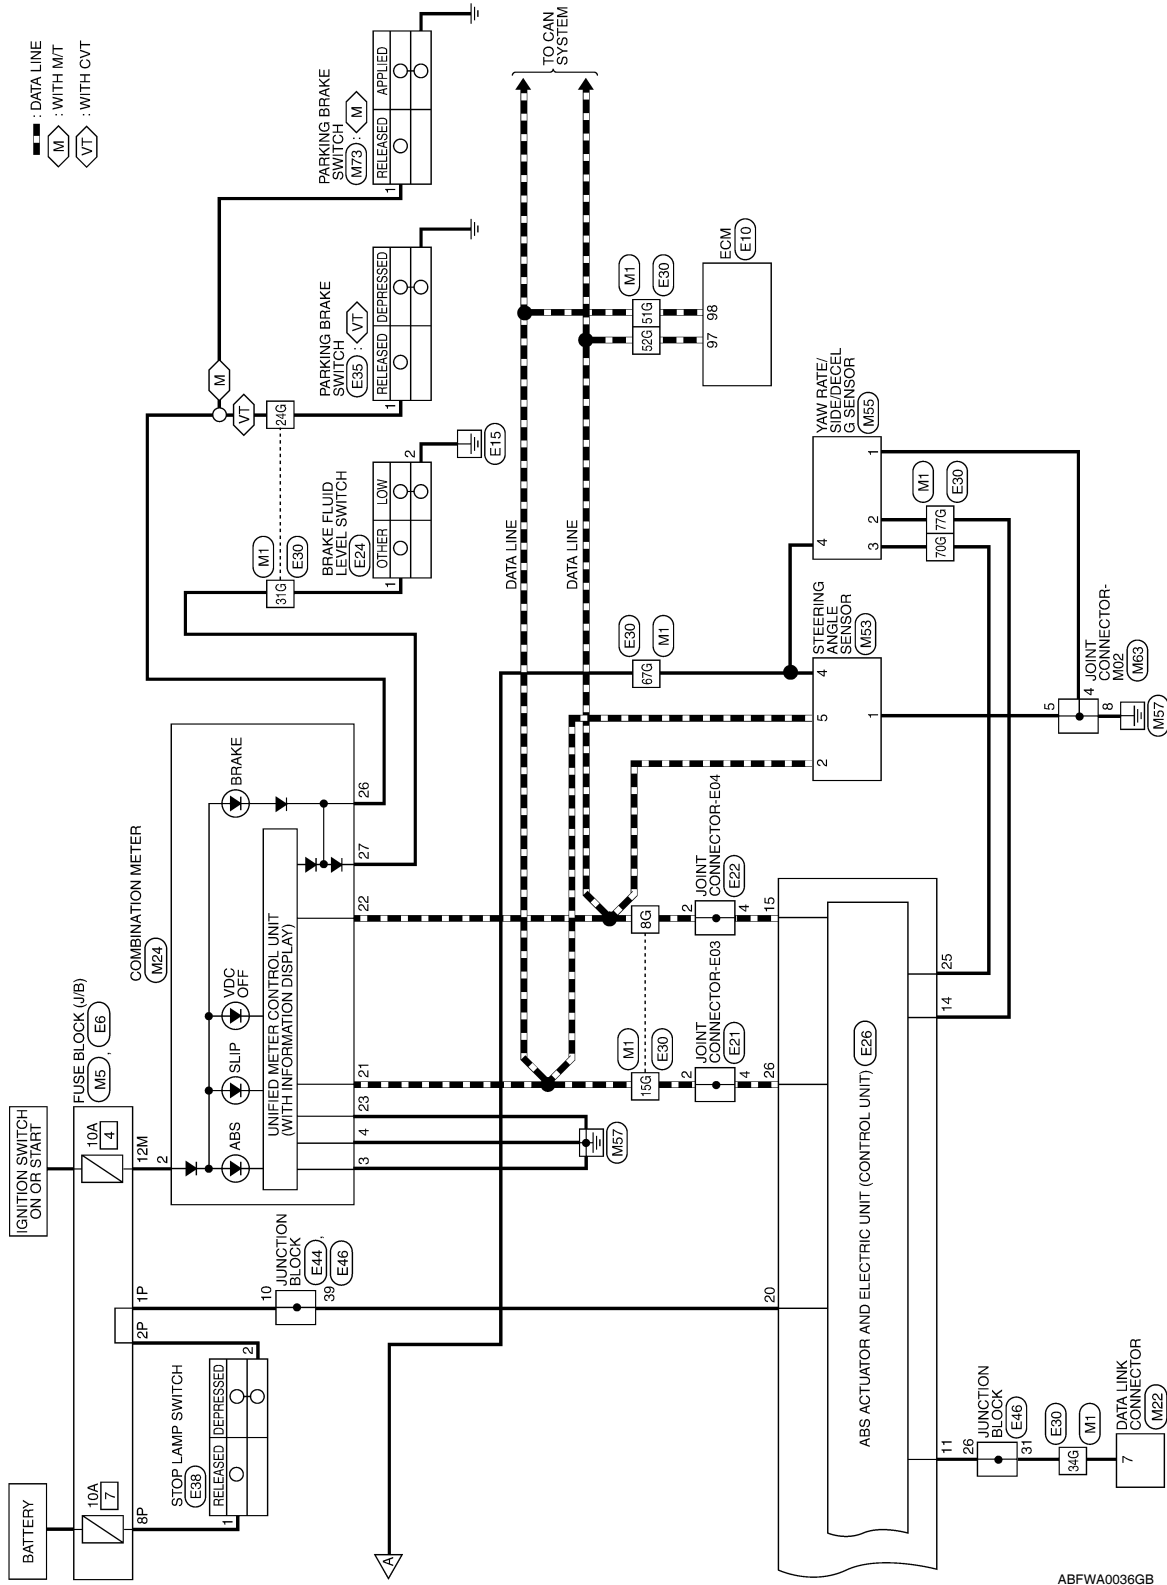 : DATA LINE
M : WITH M/T
VT : WITH CVT
IGNITION SWITCH
ON OR START
BATTERY
FUSE BLOCK (J/B)
M5 , E6
10A
4
10A
7
12M
2
8P
2P
1P
STOP LAMP SWITCH
E38
RELEASED DEPRESSED
1
2
JUNCTION
BLOCK
E44 ,
E46
10
39
COMBINATION METER
M24
ABS
SLIP
VDC
OFF
BRAKE
UNIFIED METER CONTROL UNIT
(WITH INFORMATION DISPLAY)
3
4
23
21
22
27
26
M57
M1
E30
31G
24G
BRAKE FLUID
LEVEL SWITCH
E24
OTHER LOW
1
2
E15
M
VT
PARKING BRAKE
SWITCH
E35 : VT
RELEASED DEPRESSED
1
PARKING BRAKE
SWITCH
M73 : M
RELEASED APPLIED
1
TO CAN
SYSTEM
DATA LINE
DATA LINE
M1
E30
52G 51G
97 98
ECM
E10
A
E30
M1
67G
M1
E30
15G
8G
2
4
JOINT
CONNECTOR-E03
E21
2
4
JOINT
CONNECTOR-E04
E22
26
15
20
STEERING
ANGLE
SENSOR
M53
2
5
4
1
YAW RATE/
SIDE/DECEL
G SENSOR
M55
4
3
2
1
M1
E30
70G 77G
JOINT
CONNECTOR-
M02
M63
5
4
8
M57
ABS ACTUATOR AND ELECTRIC UNIT (CONTROL UNIT) E26
11
14
25
26
31
JUNCTION
BLOCK
E46
E30
M1
34G
7
DATA LINK
CONNECTOR
M22
ABFWA0036GB